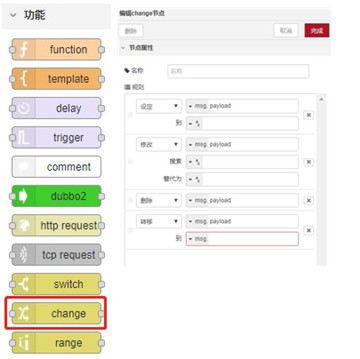 功能
function
template
delay
trigger
comment
dubbo2
http request
tcp request
switch
change
range
编辑change节点
删除
取消
完成
节点属性
名称
名称
规则
设定
msg. payload
到
修改
msg. payload
搜索
替代为
删除
msg. payload
转移
msg. payload
到
msg.